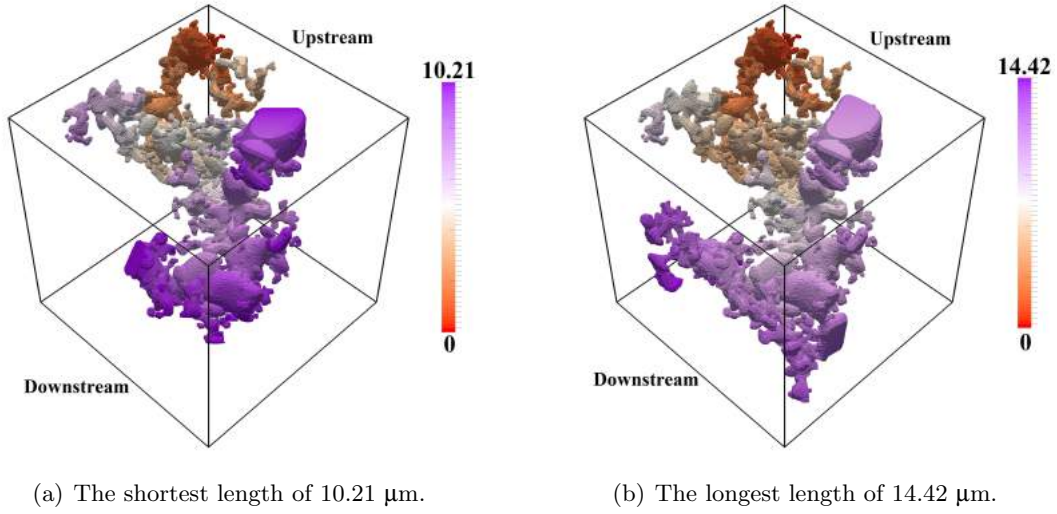 Upstream
10.21
0
Downstream
Upstream
14.42
0
Downstream
(a) The shortest length of 10.21 μm.
(b) The longest length of 14.42 μm.